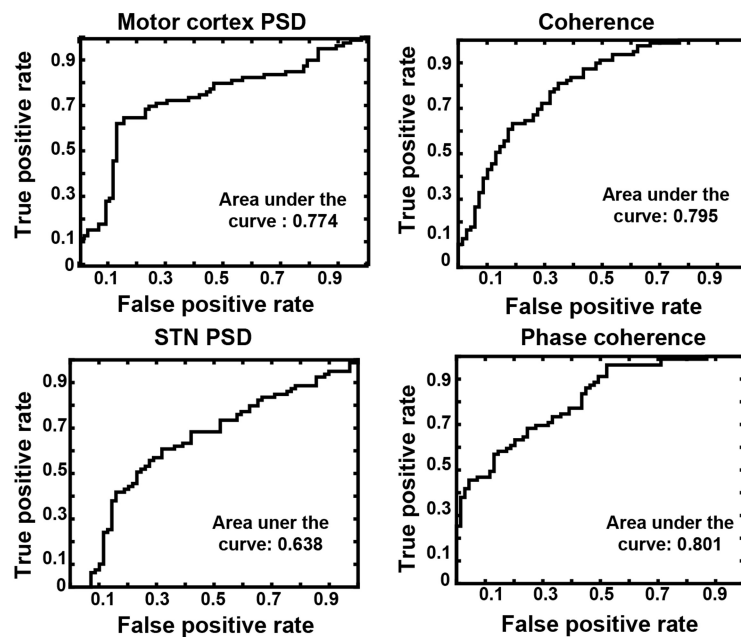 Motor cortex PSD
True positive rate
0.9
0.7
0.5
0.3
0.1
0
Area under the
curve : 0.774
0.1 0.3 0.5 0.7 0.9
False positive rate
Coherence
True positive rate
0.9
0.7
0.5
0.3
0.1
0
Area under the
curve: 0.795
0.1 0.3 0.5 0.7 0.9
False positive rate
STN PSD
True positive rate
0.9
0.7
0.5
0.3
0.1
0
Area uner the
curve: 0.638
0.1 0.3 0.5 0.7 0.9
False positive rate
Phase coherence
True positive rate
0.9
0.7
0.5
0.3
0.1
0
Area under the
curve: 0.801
0.1 0.3 0.5 0.7 0.9
False positive rate